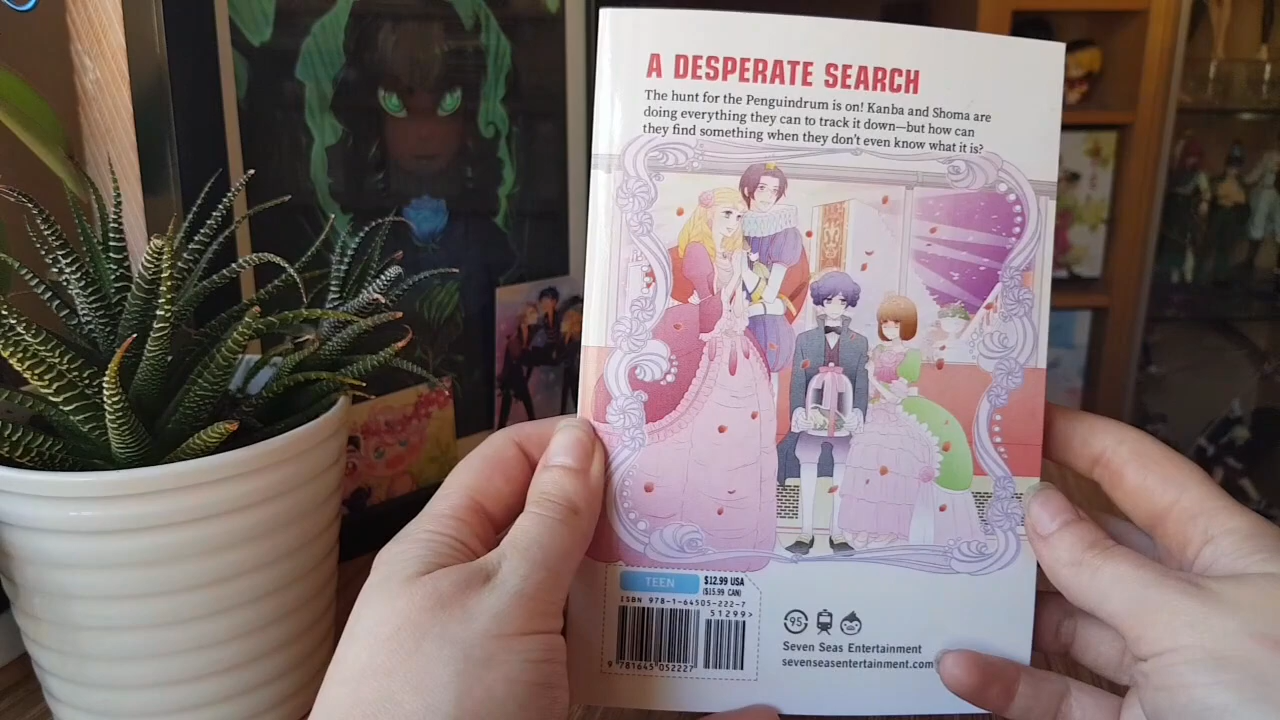 A DESPERATE SEARCH
The hunt for the Penguindrum is on! Kanba and Shoma are
doing everything they can to track it down—but how can
they find something when they don't even know what it is?
TEEN
$12.99 USA
($15.99 CAN)
ISBN 978-1-64505-222-7
51299>
9 781645 052227
95
Seven Seas Entertainment
sevenseasentertainment.com